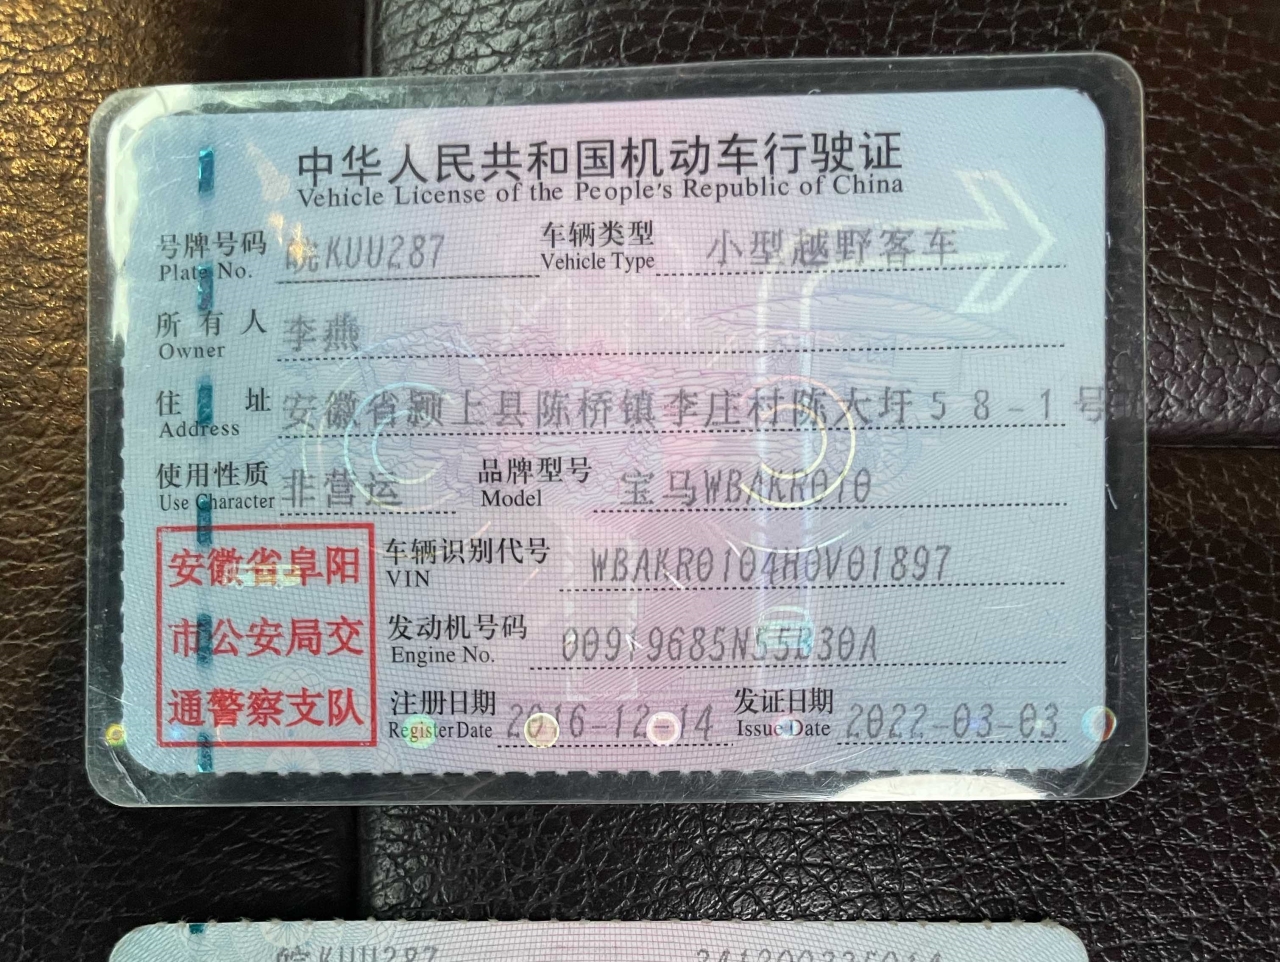 中华人民共和国机动车行驶证
Vehicle License of the People's Republic of China
号牌号码 皖KUU287 车辆类型 小型越野客车
Plate No. Vehicle Type
所有人 李燕
Owner
住址 安徽省颍上县陈桥镇李庄村陈大圩58-1号
Address
使用性质 非营运 品牌型号 宝马WBAKR010
Use Character Model
安徽省阜阳
市公安局交
通警察支队
车辆识别代号 WBAKR0104H0V01897
VIN
发动机号码
Engine No.
注册日期 2016-12-14 发证日期 2022-03-03
Register Date Issue Date
皖KUU287